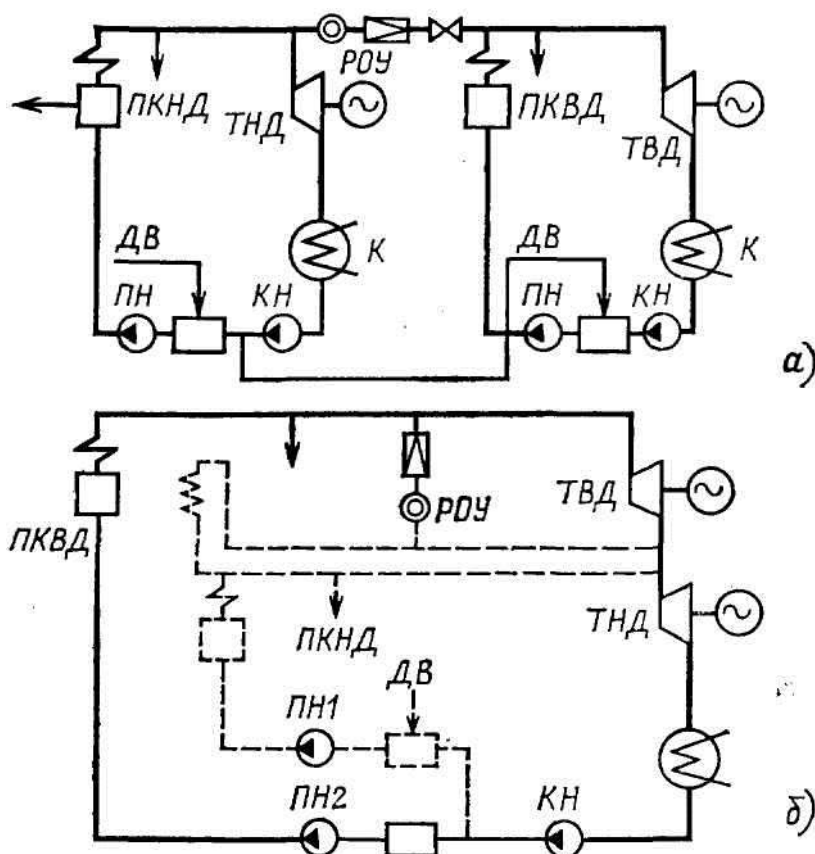 РОУ
ПКНД
ТНД
ПКВД
ТВД
ДВ
К
ДВ
К
ПН
КН
ПН
КН
а)
ТВД
РОУ
ПКВД
ТНД
ПКНД
ДВ
ПН1
ПН2
КН
б)